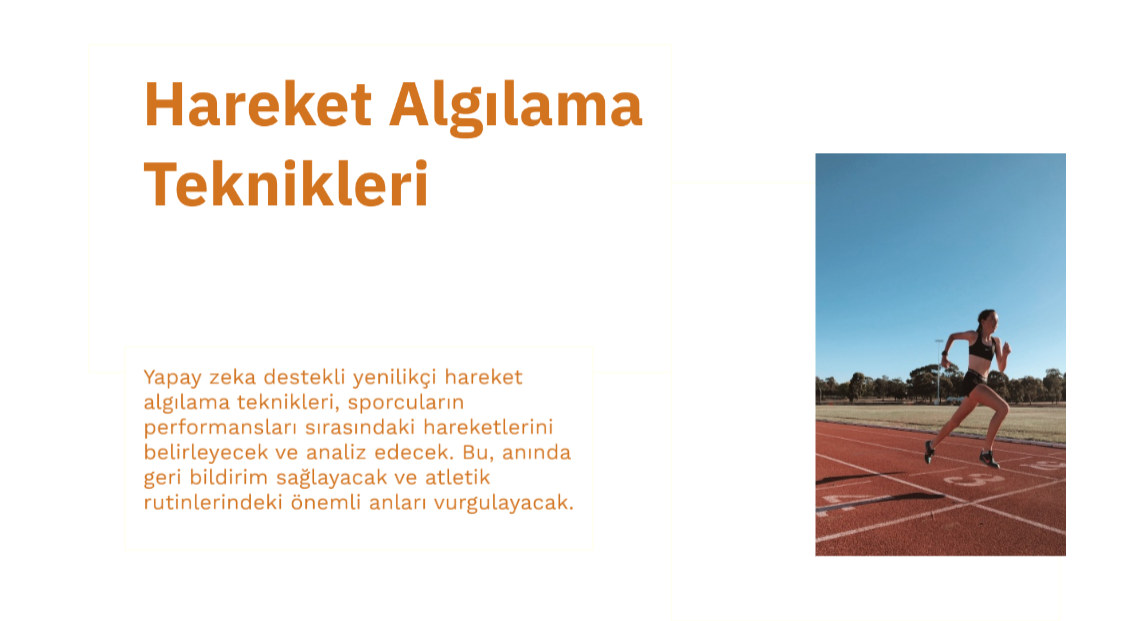 Hareket Algılama
Teknikleri
Yapay zeka destekli yenilikçi hareket
algılama teknikleri, sporcuların
performansları sırasındaki hareketlerini
belirleyecek ve analiz edecek. Bu, anında
geri bildirim sağlayacak ve atletik
rutinlerindeki önemli anları vurgulayacak.